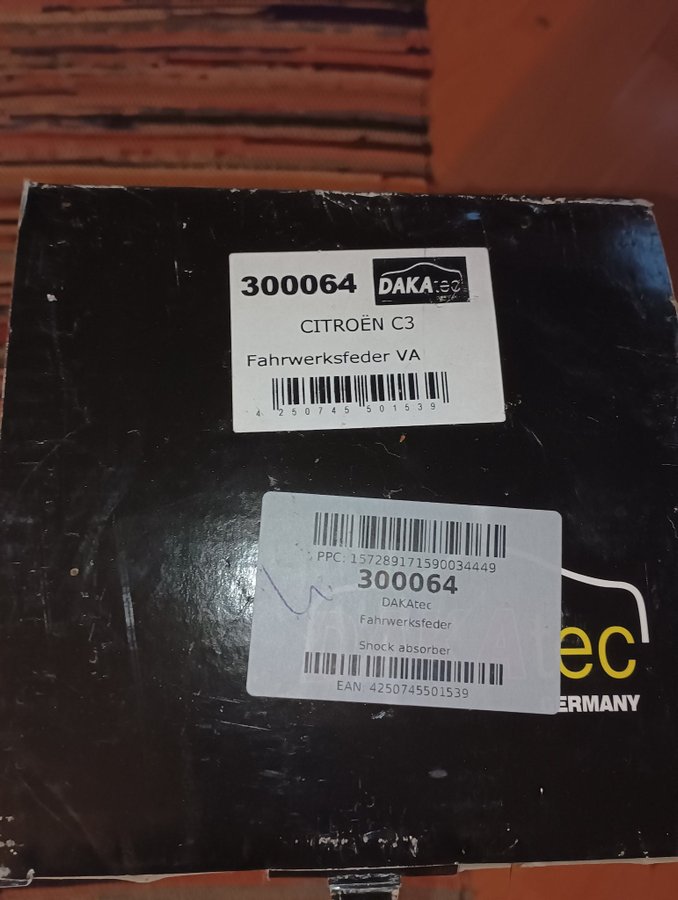 300064 DAKAtec
CITROËN C3
Fahrwerksfeder VA
4 250745 501539
PPC: 157289171590034449
300064
DAKAtec
Fahrwerksfeder
Shock absorber
EAN: 4250745501539
tec
ERMANY